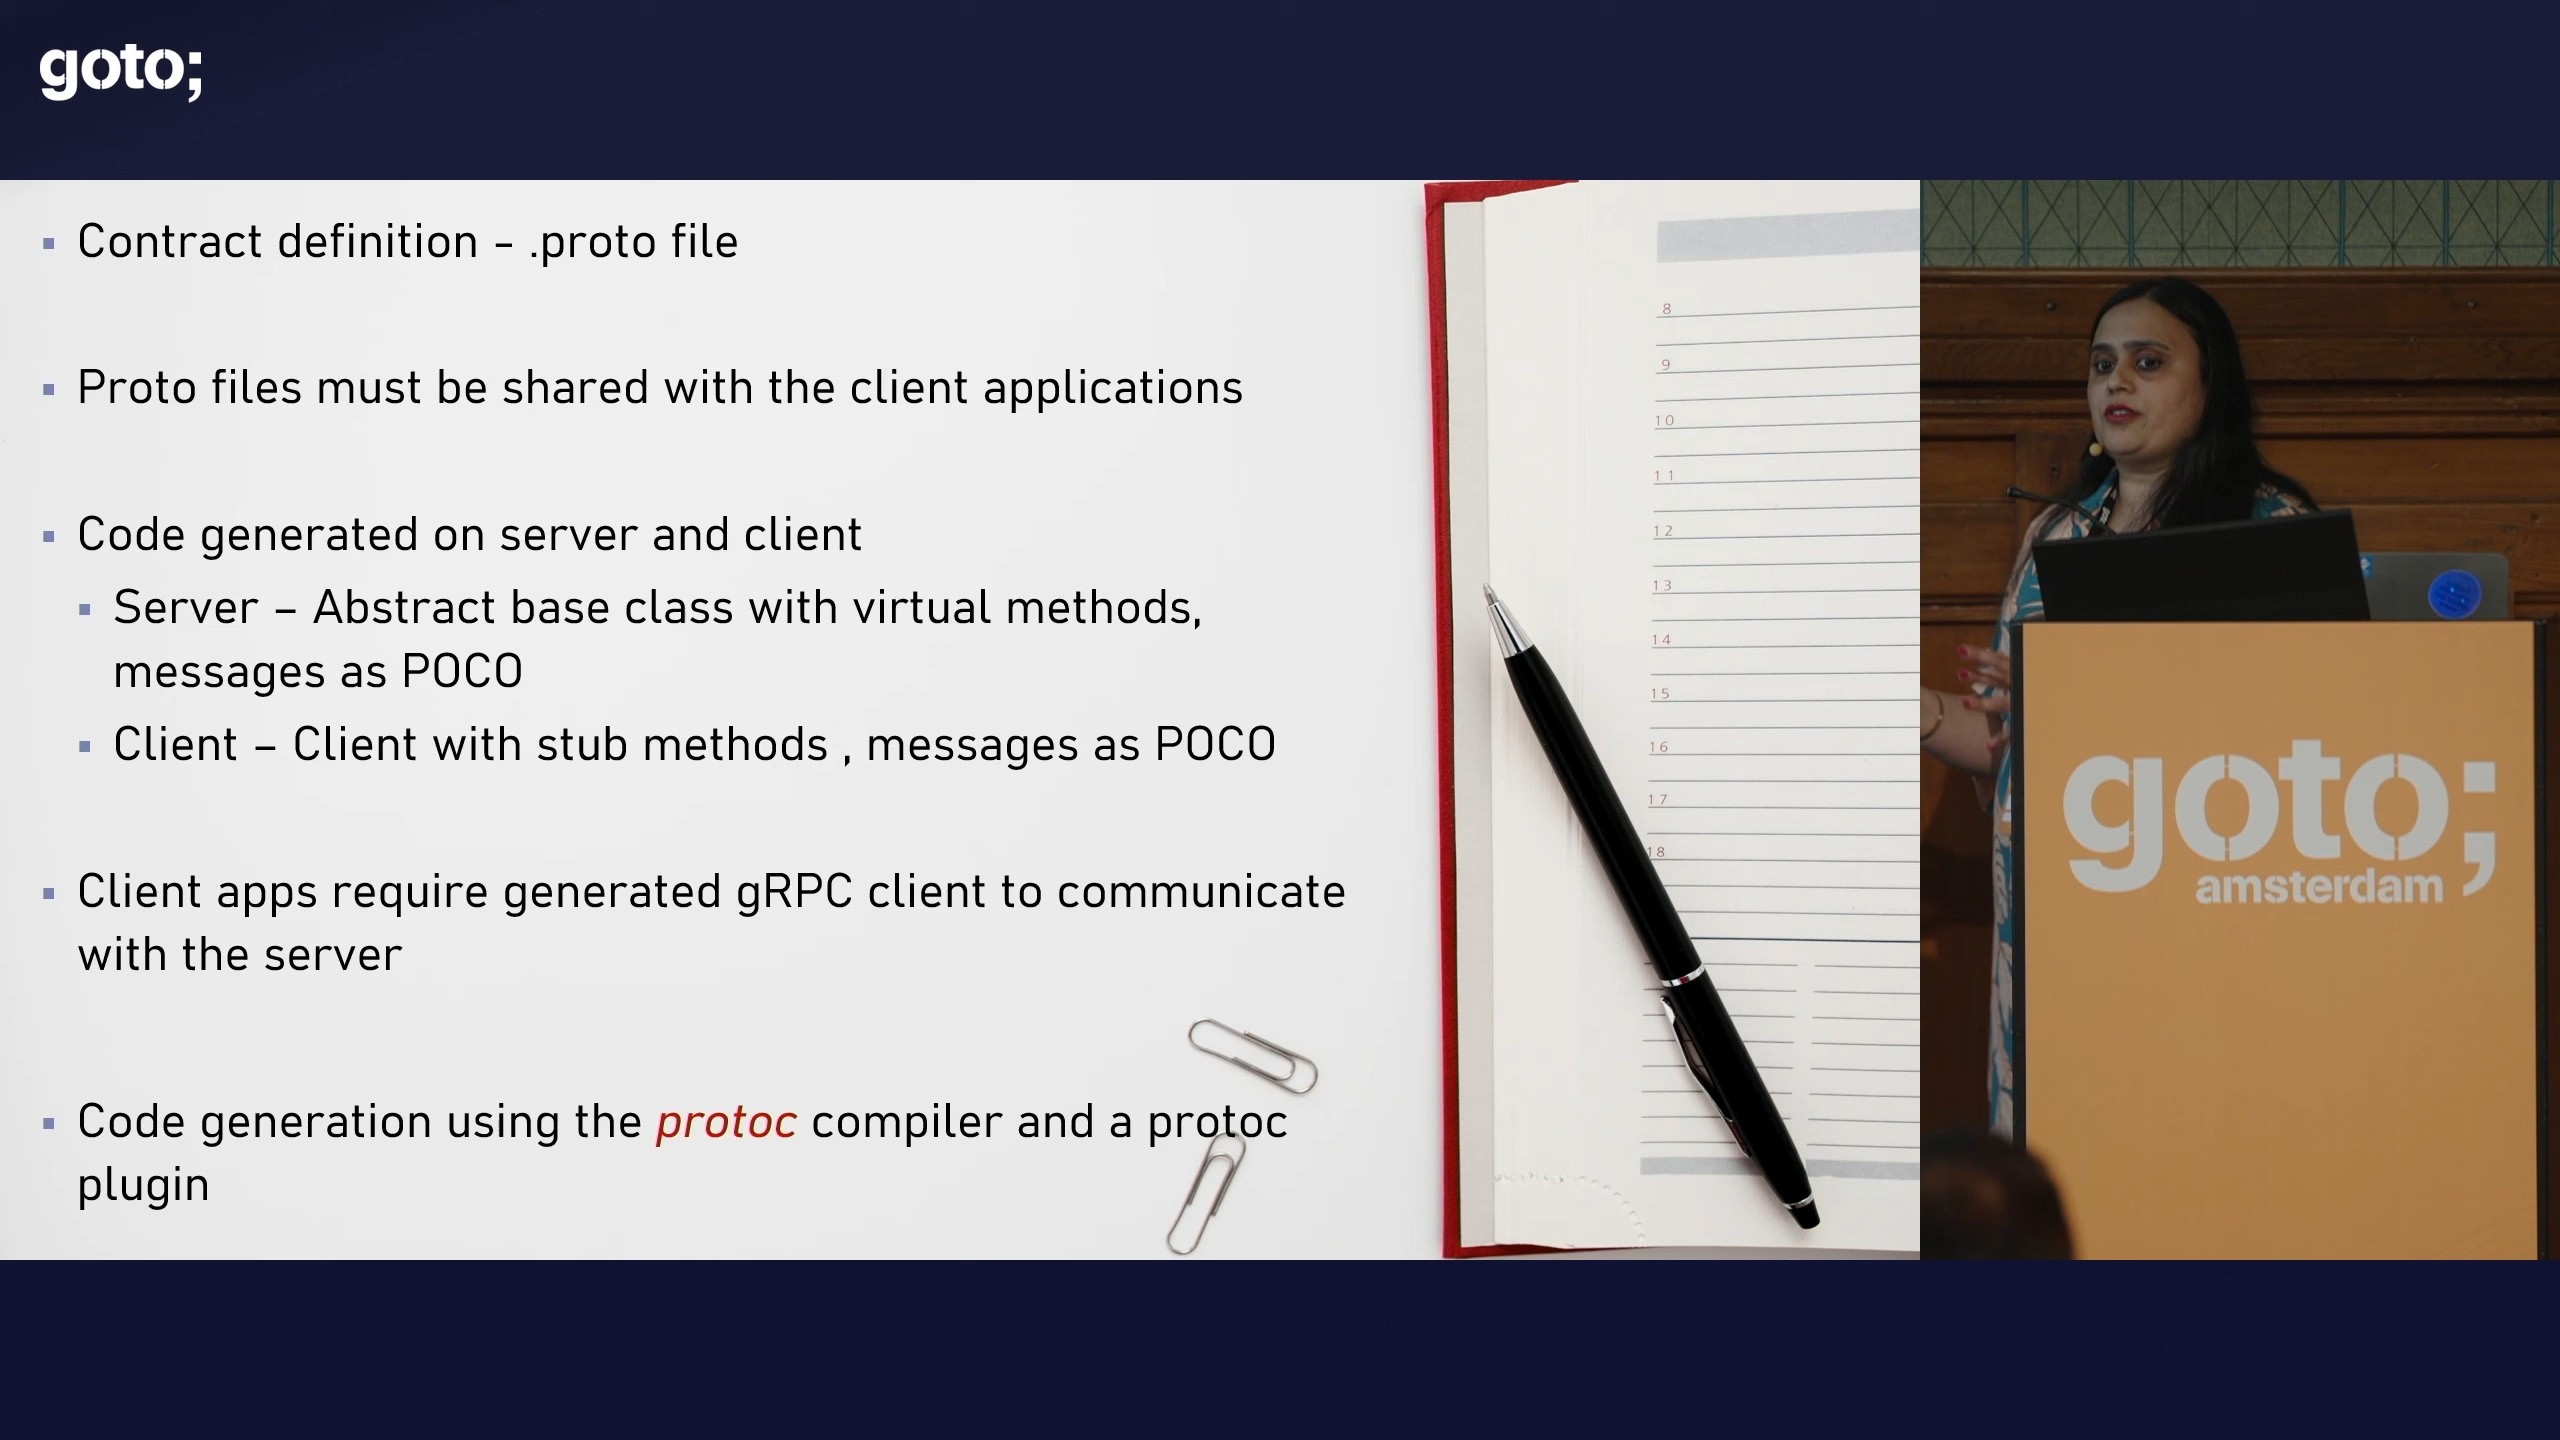 goto;
Contract definition - .proto file
Proto files must be shared with the client applications
Code generated on server and client
Server – Abstract base class with virtual methods,
messages as POCO
Client – Client with stub methods , messages as POCO
Client apps require generated gRPC client to communicate
with the server
Code generation using the protoc compiler and a protoc
plugin
8
9
10
11
12
13
14
15
16
17
18
goto;
amsterdam